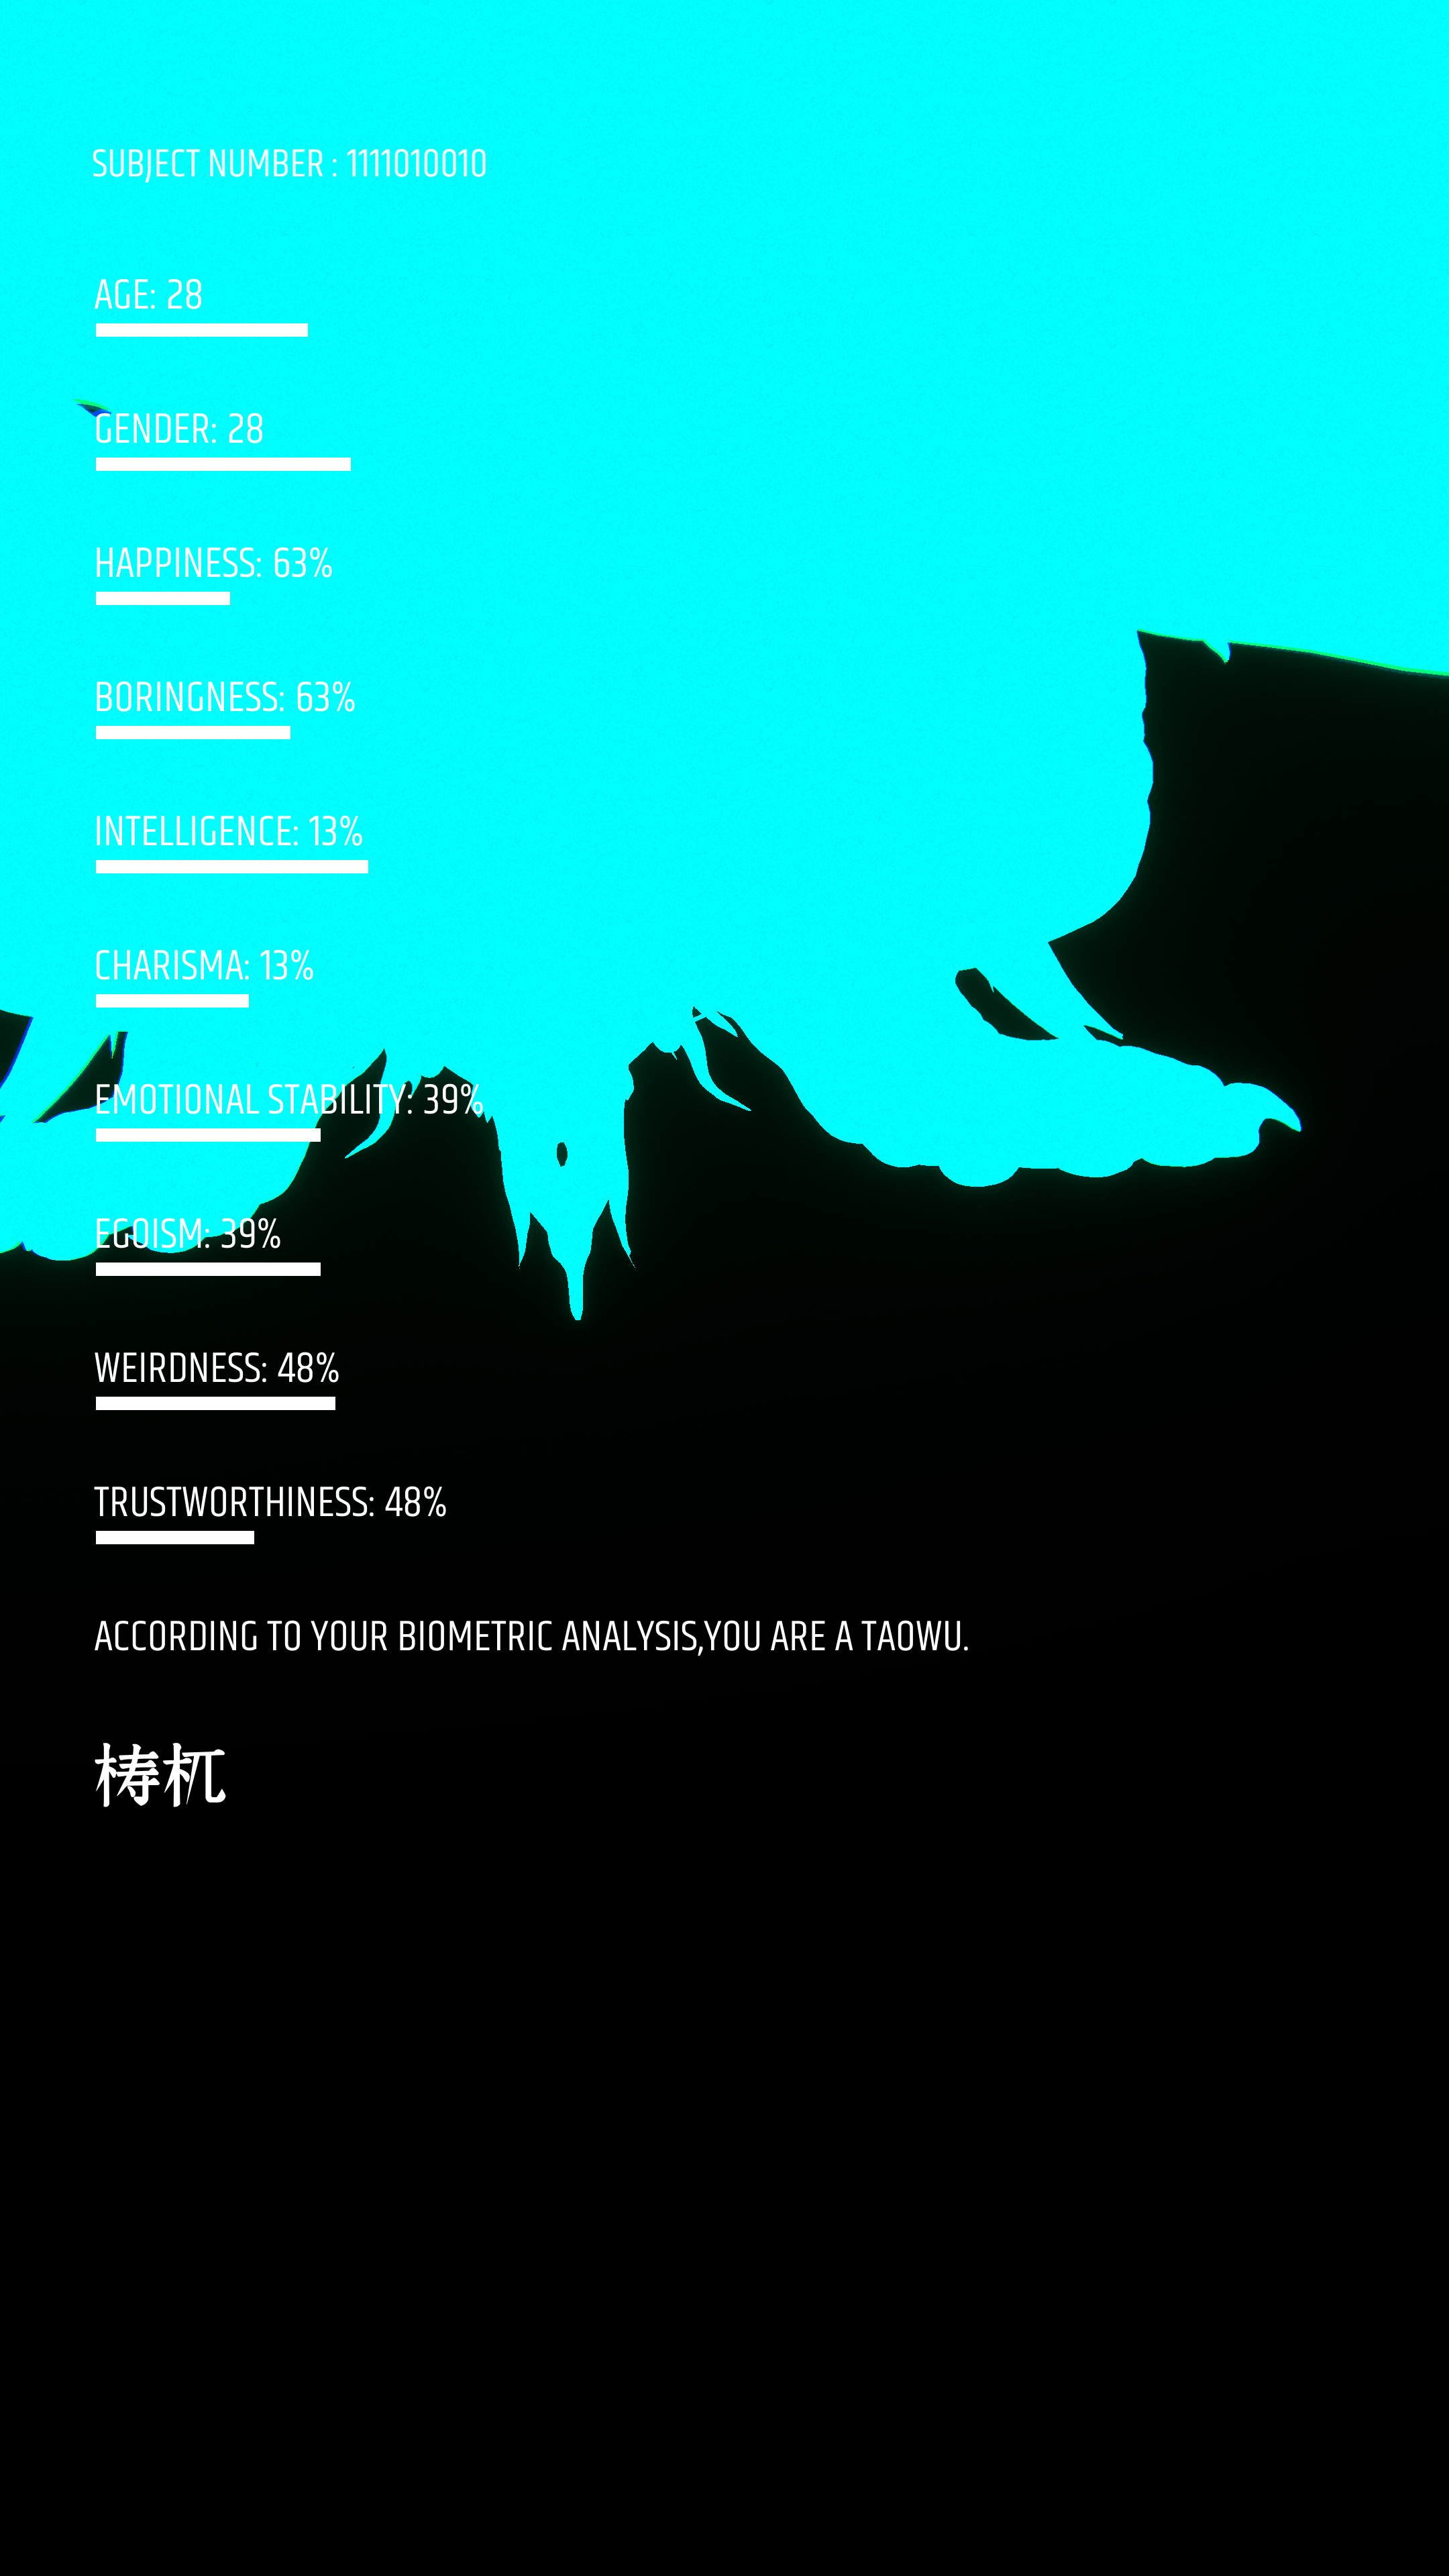 SUBJECT NUMBER : 1111010010
AGE: 28
GENDER: 28
HAPPINESS: 63%
BORINGNESS: 63%
INTELLIGENCE: 13%
CHARISMA: 13%
EMOTIONAL STABILITY: 39%
EGOISM: 39%
WEIRDNESS: 48%
TRUSTWORTHINESS: 48%
ACCORDING TO YOUR BIOMETRIC ANALYSIS,YOU ARE A TAOWU.
梼杌